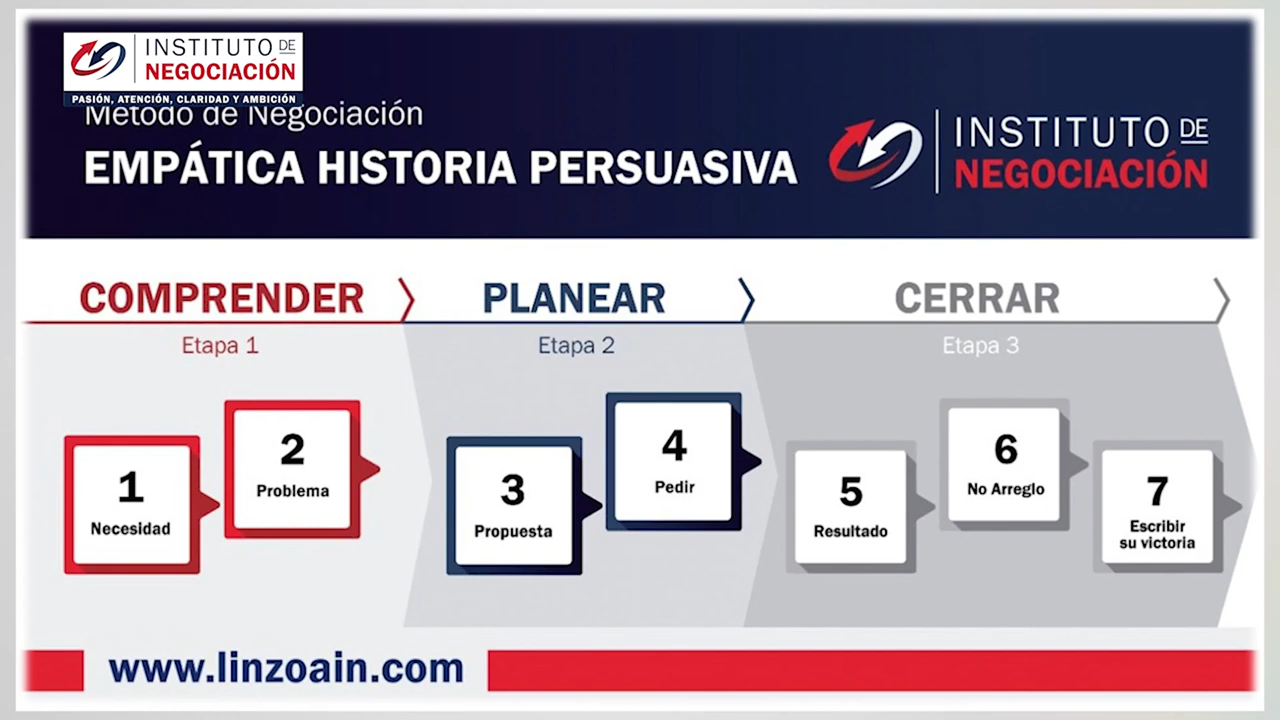 INSTITUTO DE
NEGOCIACIÓN
PASIÓN, ATENCIÓN, CLARIDAD Y AMBICIÓN
Método de Negociación
EMPÁTICA HISTORIA PERSUASIVA
INSTITUTO DE
NEGOCIACIÓN
COMPRENDER
PLANEAR
CERRAR
Etapa 1
Etapa 2
Etapa 3
1
Necesidad
2
Problema
3
Propuesta
4
Pedir
5
Resultado
6
No Arreglo
7
Escribir
su victoria
www.linzoain.com